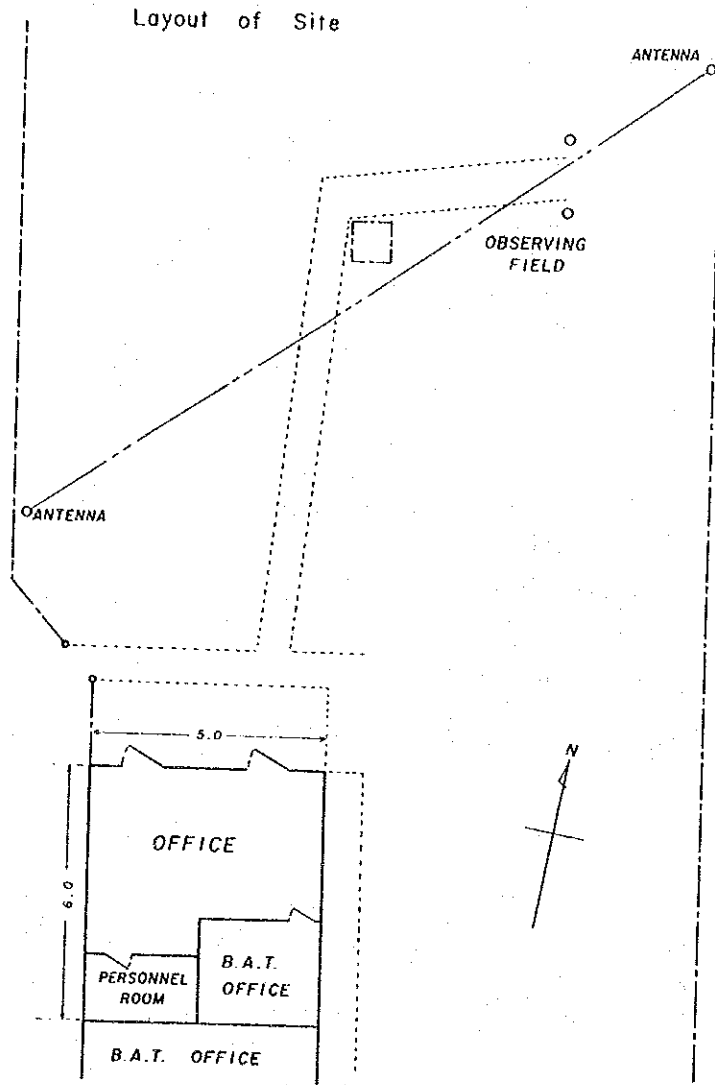 Layout of Site
ANTENNA
OBSERVING
FIELD
ANTENNA
5.0
N
OFFICE
6.0
B.A.T.
OFFICE
PERSONNEL
ROOM
B.A.T. OFFICE